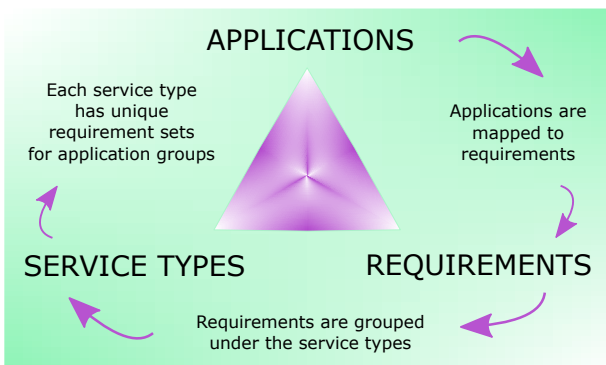 APPLICATIONS
Applications are
mapped to
requirements
REQUIREMENTS
Requirements are grouped
under the service types
SERVICE TYPES
Each service type
has unique
requirement sets
for application groups